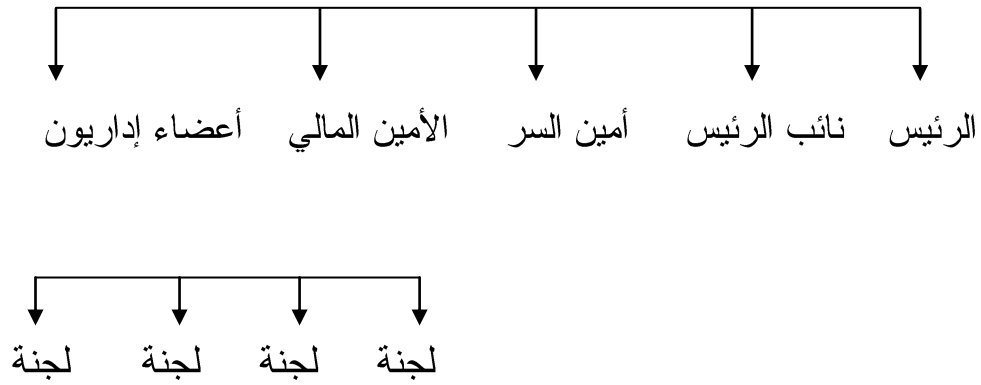 الرئيس نائب الرئيس أمين السر الأمين المالي أعضاء إداريون
لجنة لجنة لجنة لجنة